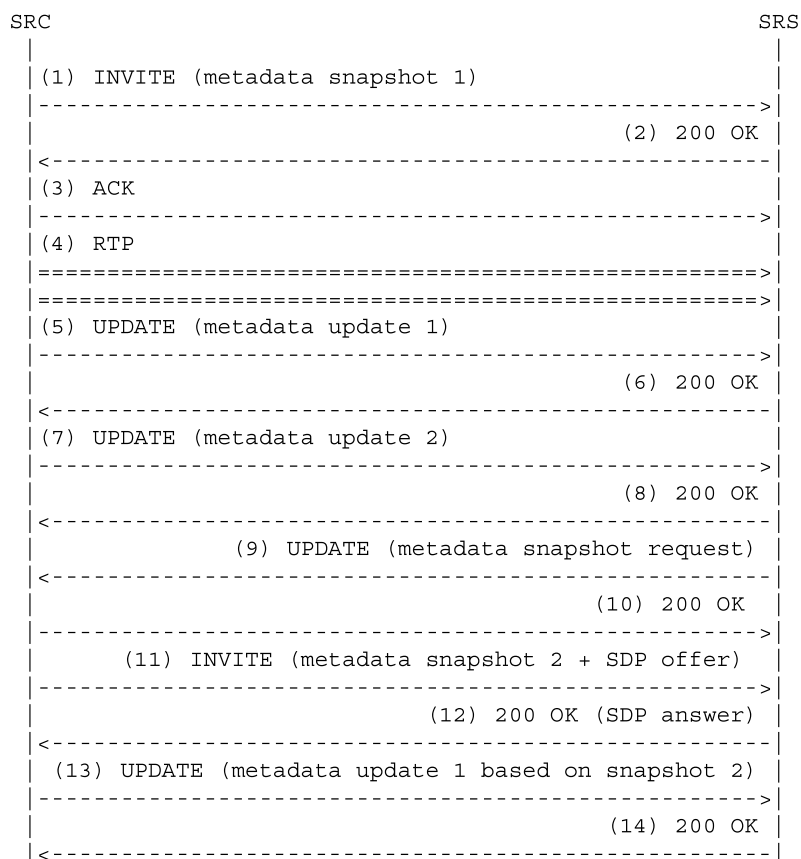 SRC SRS
(1) INVITE (metadata snapshot 1)
(2) 200 OK
(3) ACK
(4) RTP
(5) UPDATE (metadata update 1)
(6) 200 OK
(7) UPDATE (metadata update 2)
(8) 200 OK
(9) UPDATE (metadata snapshot request)
(10) 200 OK
(11) INVITE (metadata snapshot 2 + SDP offer)
(12) 200 OK (SDP answer)
(13) UPDATE (metadata update 1 based on snapshot 2)
(14) 200 OK